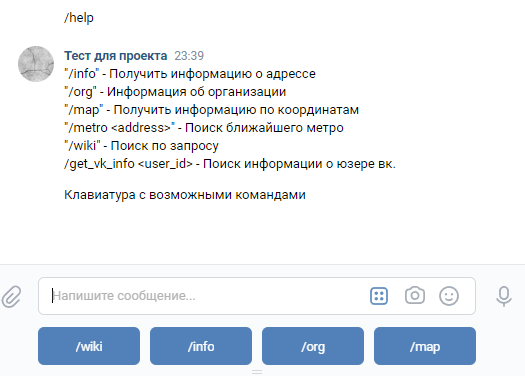 /help
Тест для проекта 23:39
"/info" - Получить информацию о адрессе
"/org" - Информация об организации
"/map" - Получить информацию по координатам
"/metro <address>" - Поиск ближайшего метро
"/wiki" - Поиск по запросу
/get_vk_info <user_id> - Поиск информации о юзере вк.
Клавиатура с возможными командами
Напишите сообщение...
/wiki /info /org /map